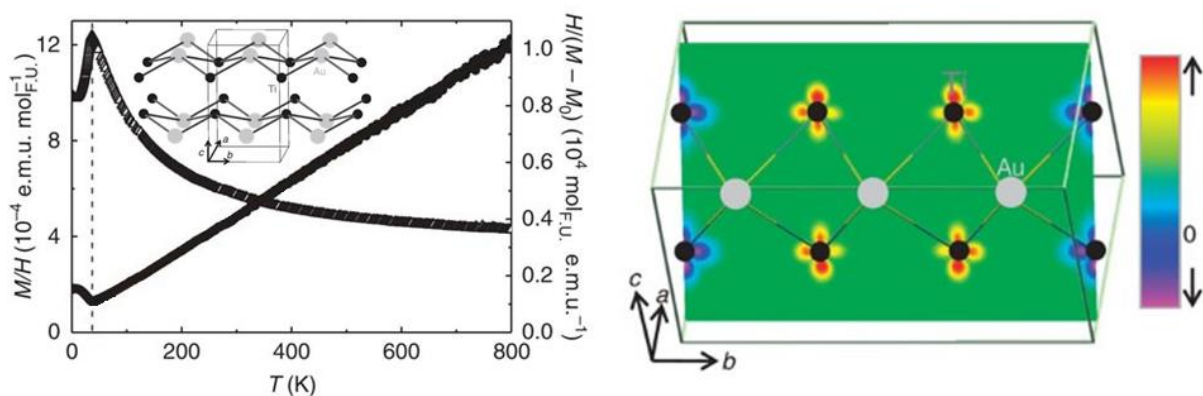 12
8
4
0
M/H (10⁻⁴ e.m.u. mol⁻¹F.U.)
Ti
Au
c
a
b
1.0
0.8
0.6
0.4
0.2
0.0
H/(M – M₀) (10⁴ molF.U. e.m.u.⁻¹)
0
200
400
600
800
T (K)
Ti
Au
c
a
b
0